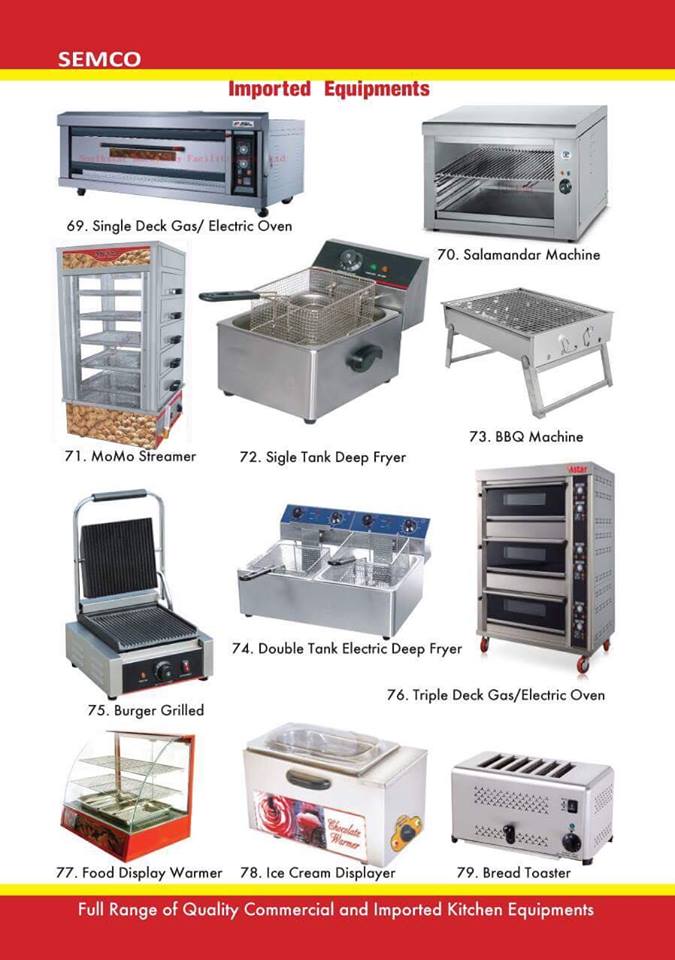 SEMCO
Imported Equipments
69. Single Deck Gas/ Electric Oven
70. Salamandar Machine
71. MoMo Streamer
72. Sigle Tank Deep Fryer
73. BBQ Machine
Astar
74. Double Tank Electric Deep Fryer
75. Burger Grilled
76. Triple Deck Gas/Electric Oven
Chocolate
Warmer
77. Food Display Warmer
78. Ice Cream Displayer
79. Bread Toaster
Full Range of Quality Commercial and Imported Kitchen Equipments